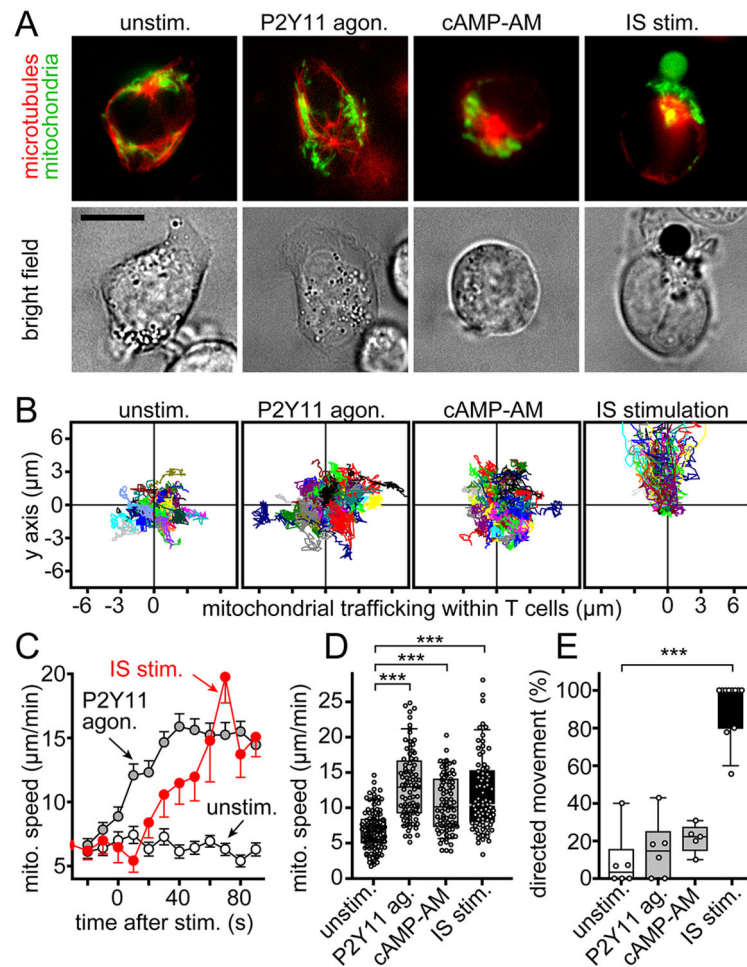 A
unstim. P2Y11 agon. cAMP-AM IS stim.
microtubules
mitochondria
bright field
B
unstim. P2Y11 agon. cAMP-AM IS stimulation
y axis (µm)
6
3
0
-3
-6
-6 -3 0 3 6
mitochondrial trafficking within T cells (µm)
C
mito. speed (µm/min)
20
15
10
5
IS stim.
P2Y11
agon.
unstim.
0 40 80
time after stim. (s)
D
mito. speed (µm/min)
25
20
15
10
5
0
***
***
***
unstim.
P2Y11 ag.
cAMP-AM
IS stim.
E
directed movement (%)
100
80
60
40
20
0
***
unstim.
P2Y11 ag.
cAMP-AM
IS stim.